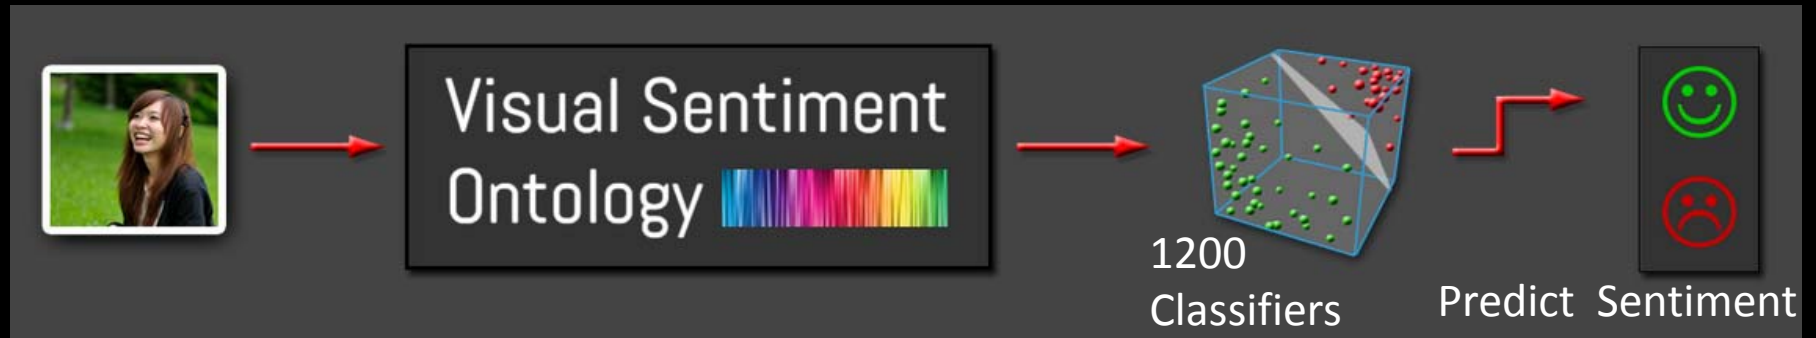 Visual Sentiment
Ontology
1200
Classifiers
Predict Sentiment